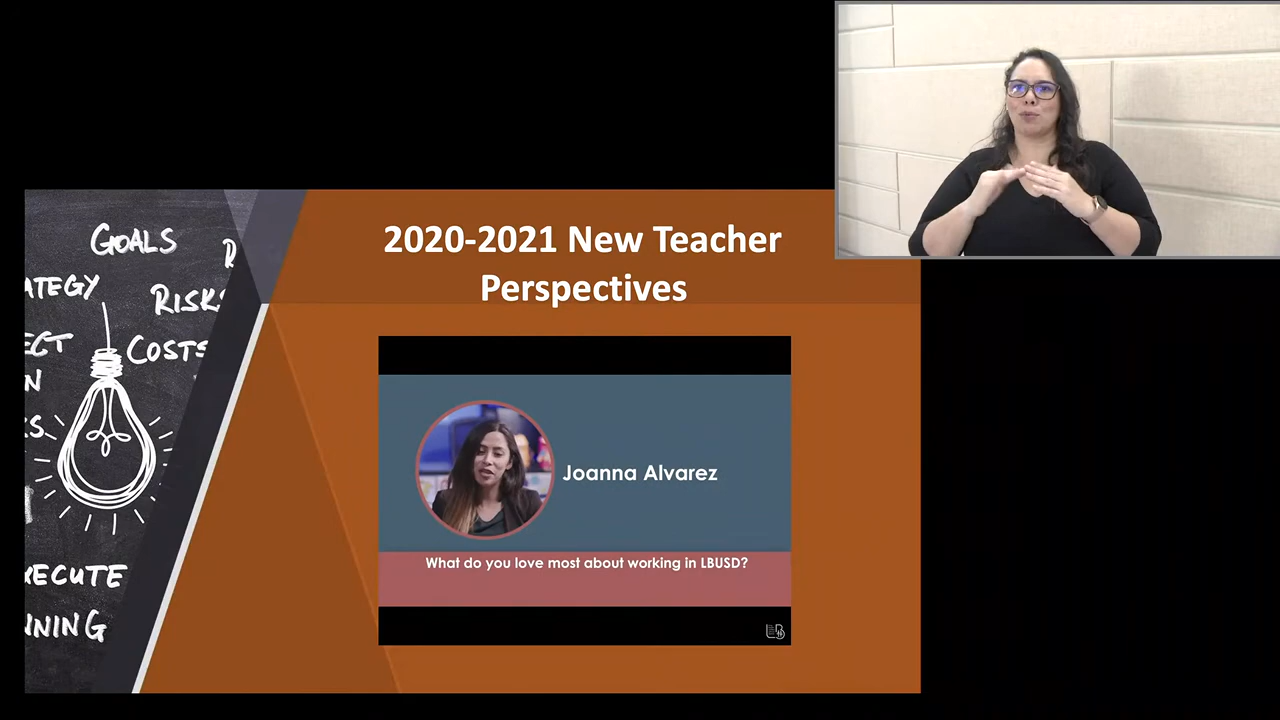 2020-2021 New Teacher
Perspectives
GOALS
RISKS
COSTS
Joanna Alvarez
What do you love most about working in LBUSD?